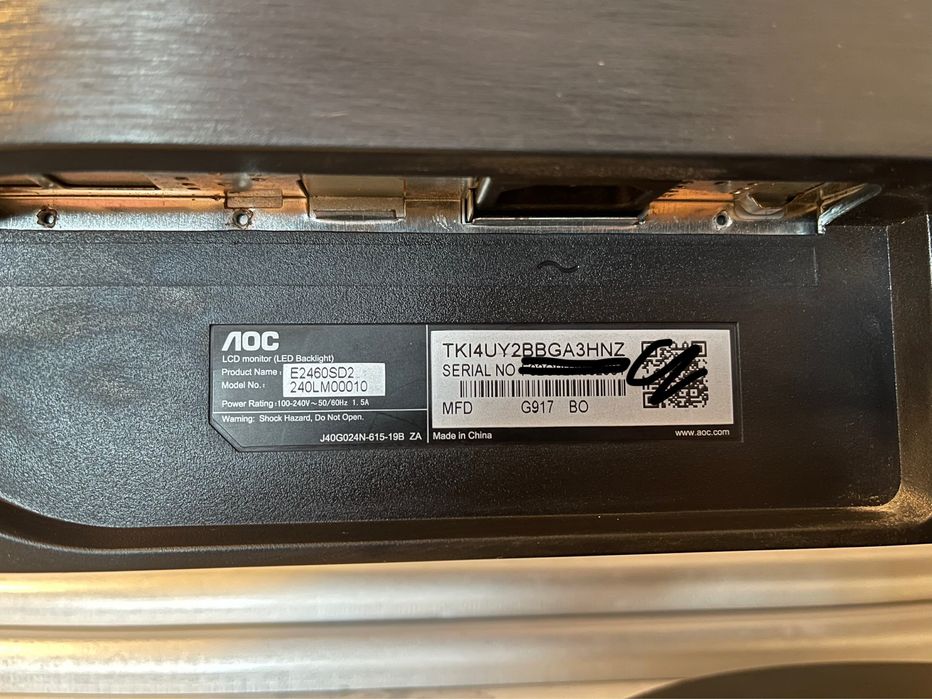 ~
AOC
LCD monitor (LED Backlight)
Product Name : E2460SD2
Model No. : 240LM00010
Power Rating :100-240V~50/60Hz 1.5A
Warning: Shock Hazard, Do Not Open.
J40G024N-615-19B ZA
TKI4UY2BBGA3HNZ
SERIAL NO
MFD G917 BO
Made in China
www.aoc.com